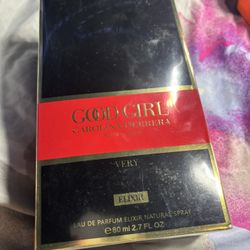 GOOD GIRL
CAROLINA HERRERA
VERY
ELIXIR
EAU DE PARFUM ELIXIR NATURAL SPRAY
℮ 80 ml 2.7 FL OZ